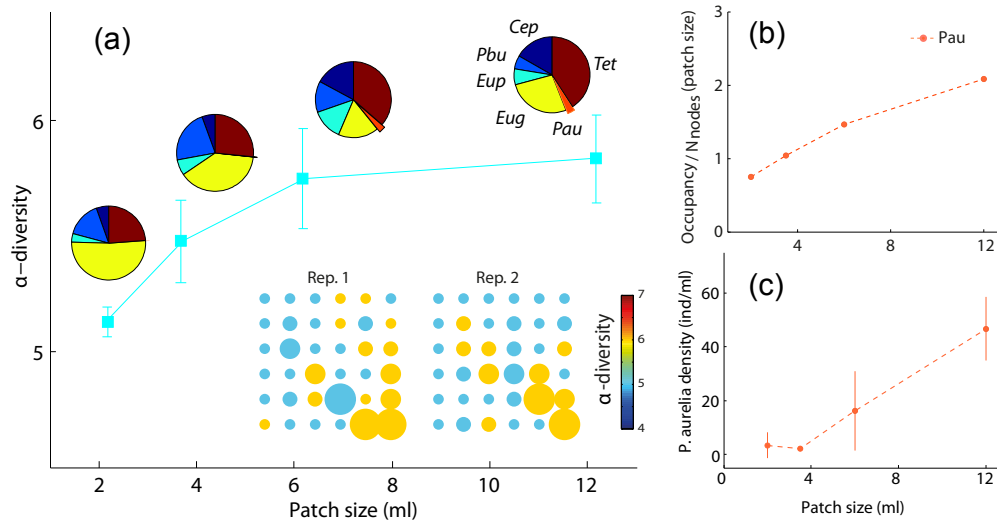 (a)
Cep
Pbu
Eup
Eug
Pau
Tet
α–diversity
6
5
2
4
6
8
10
12
Patch size (ml)
Rep. 1
Rep. 2
α–diversity
7
6
5
4
(b)
Pau
Occupancy / Nnodes (patch size)
3
2
1
0
4
8
12
(c)
P. aurelia density (ind/ml)
60
40
20
0
0
4
8
12
Patch size (ml)